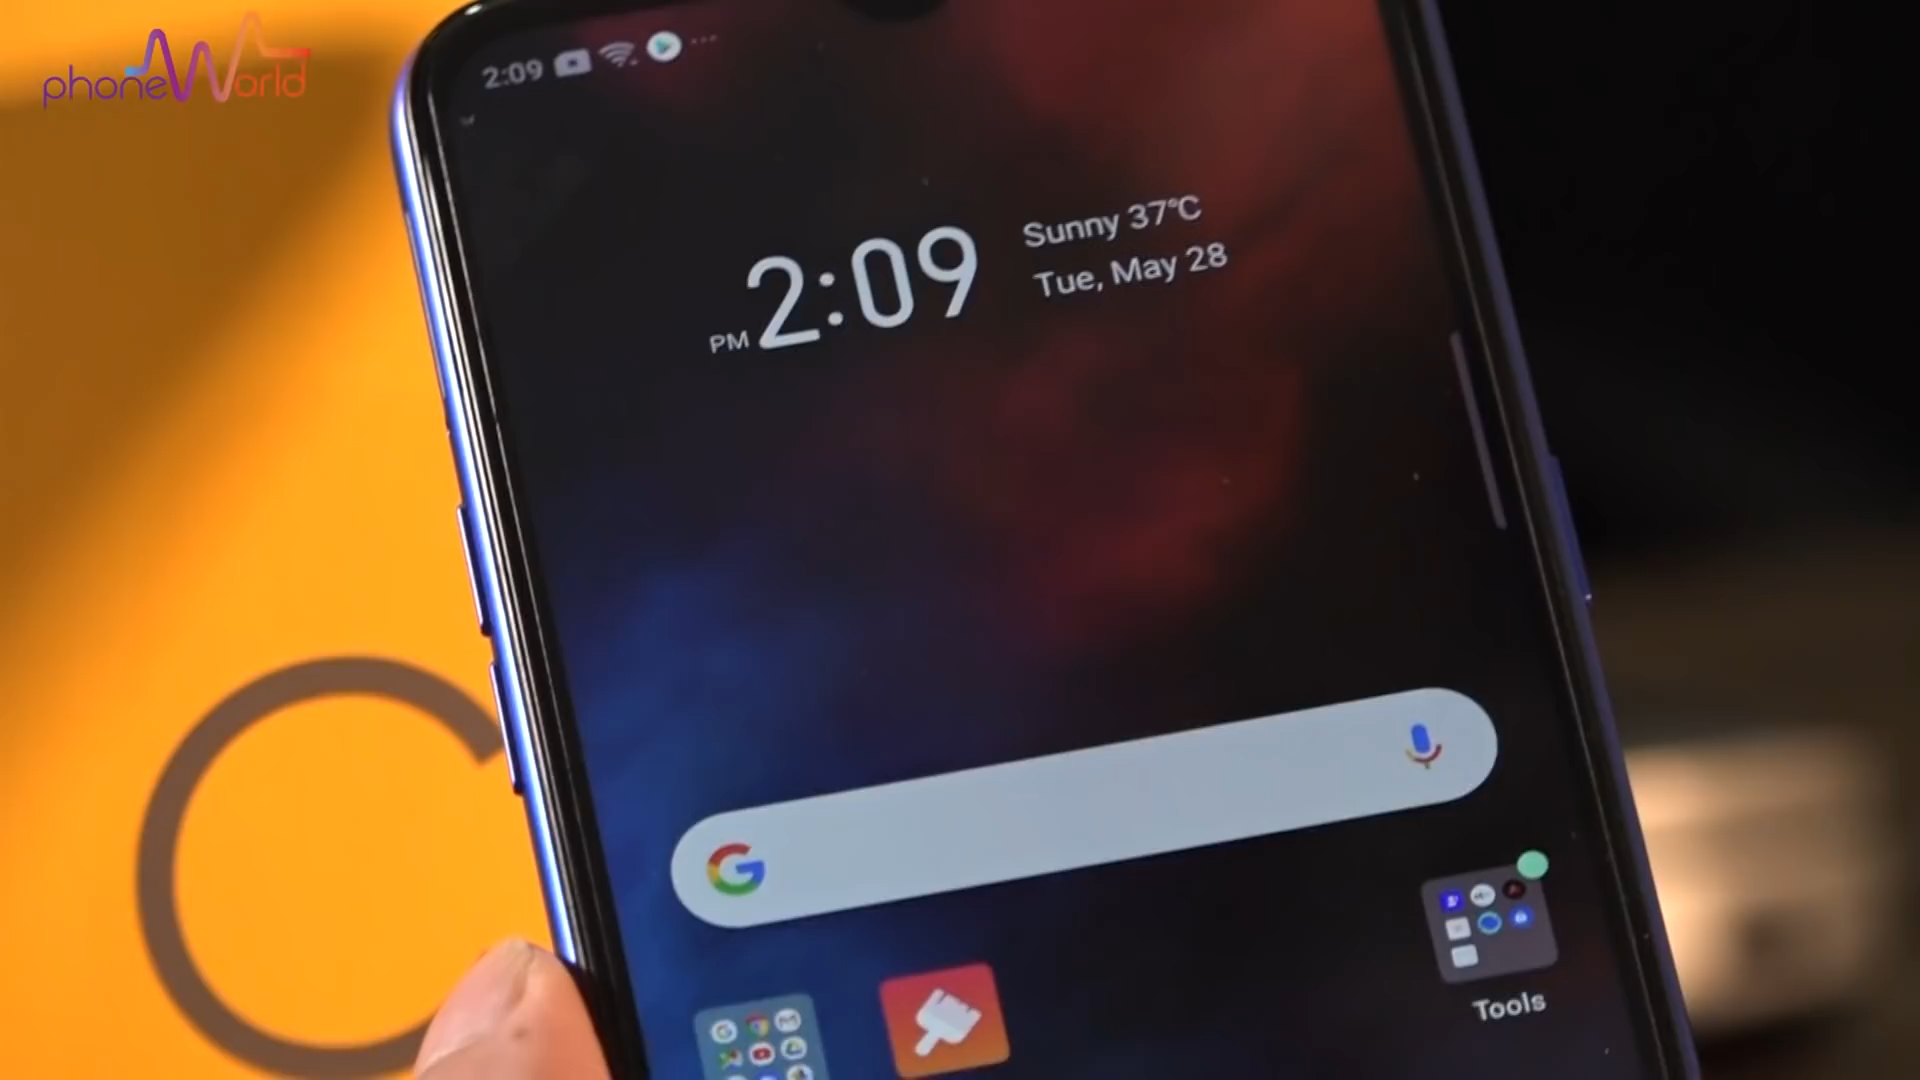 phoneWorld
2:09
PM 2:09
Sunny 37°C
Tue, May 28
G
Tools
C